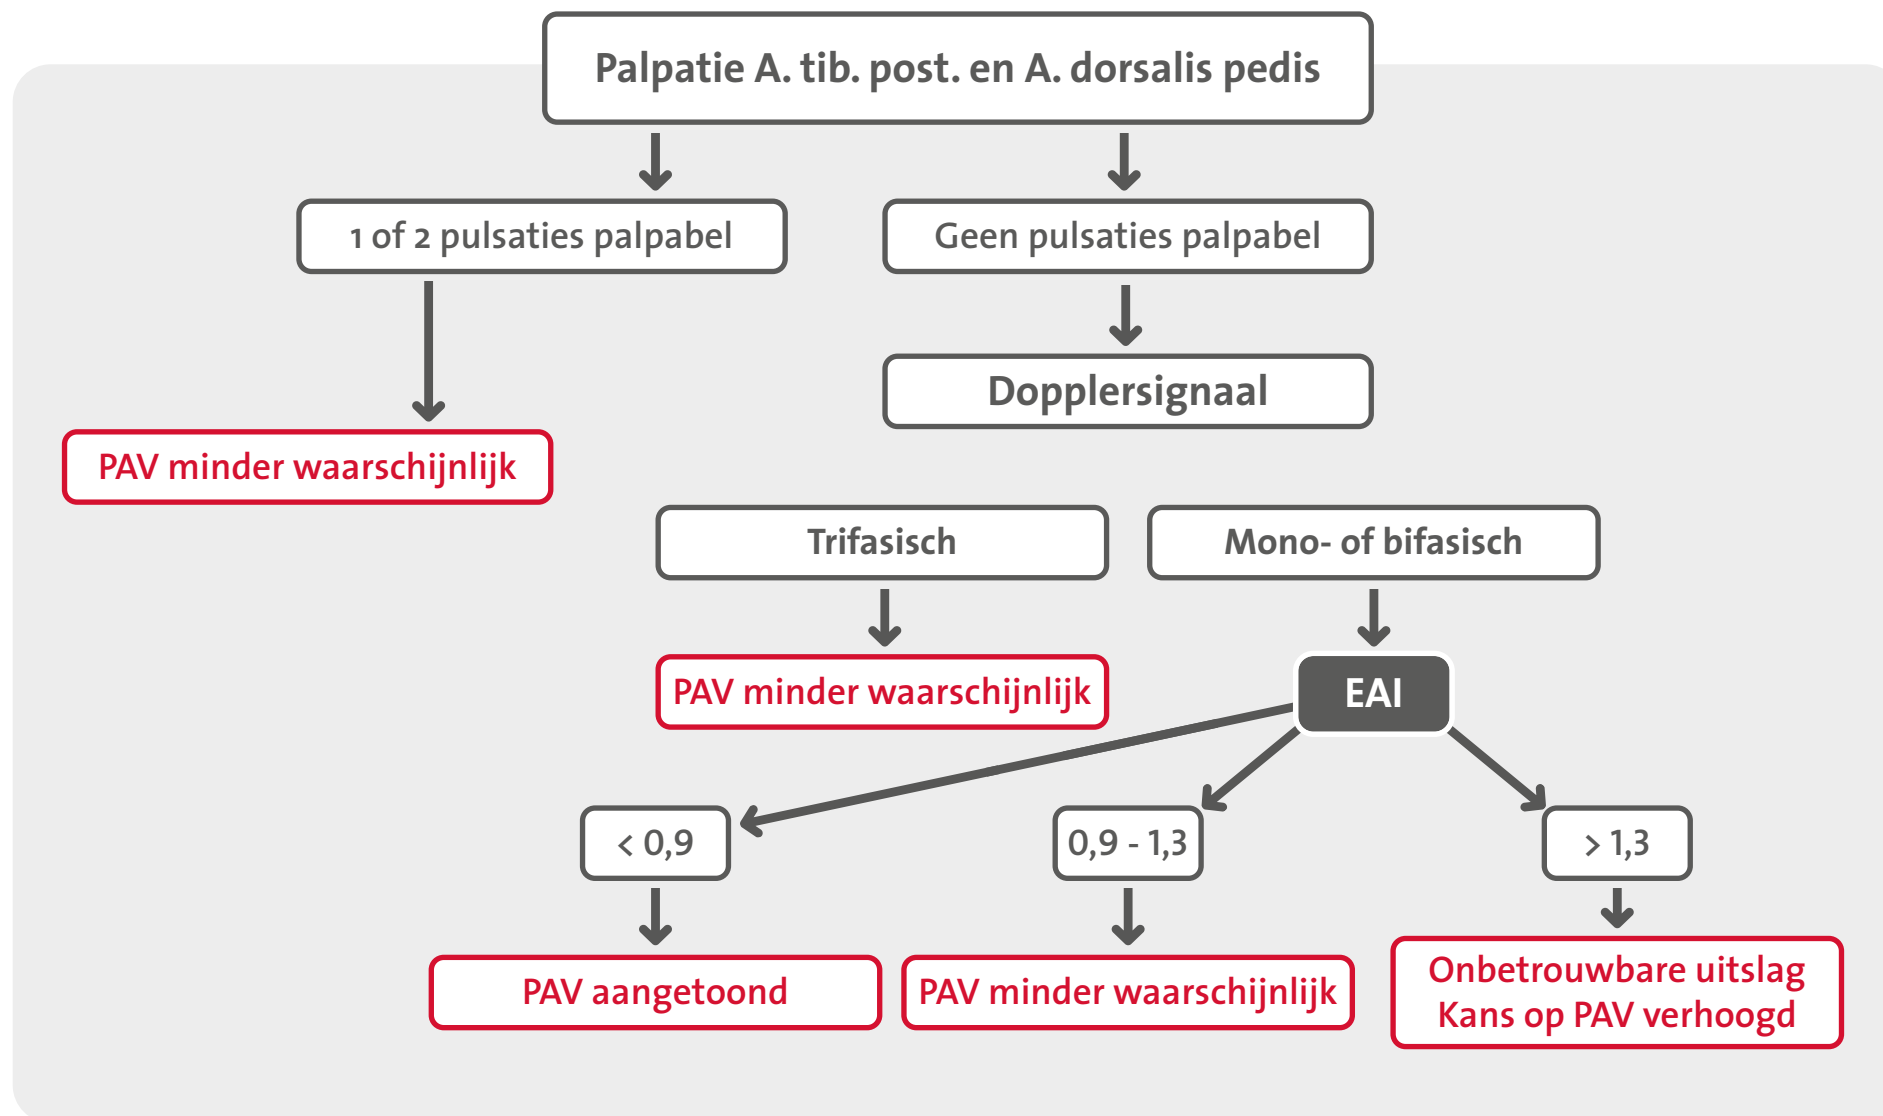 Palpatie A. tib. post. en A. dorsalis pedis
1 of 2 pulsaties palpabel
Geen pulsaties palpabel
Dopplersignaal
PAV minder waarschijnlijk
Trifasisch
Mono- of bifasisch
PAV minder waarschijnlijk
EAI
< 0,9
0,9 - 1,3
> 1,3
PAV aangetoond
PAV minder waarschijnlijk
Onbetrouwbare uitslag
Kans op PAV verhoogd